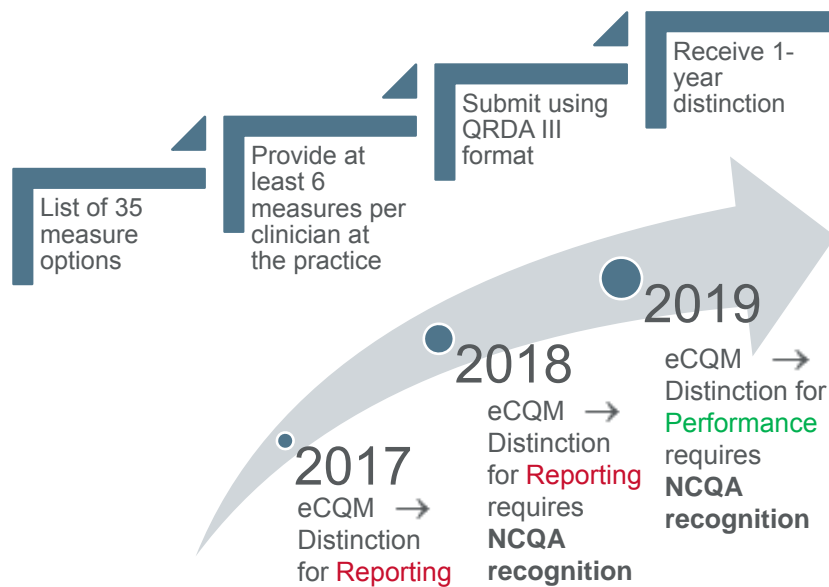 List of 35
measure
options
Provide at
least 6
measures per
clinician at
the practice
Submit using
QRDA III
format
Receive 1-
year
distinction
2017
eCQM →
Distinction
for Reporting
2018
eCQM →
Distinction
for Reporting
requires
NCQA
recognition
2019
eCQM →
Distinction for
Performance
requires
NCQA
recognition